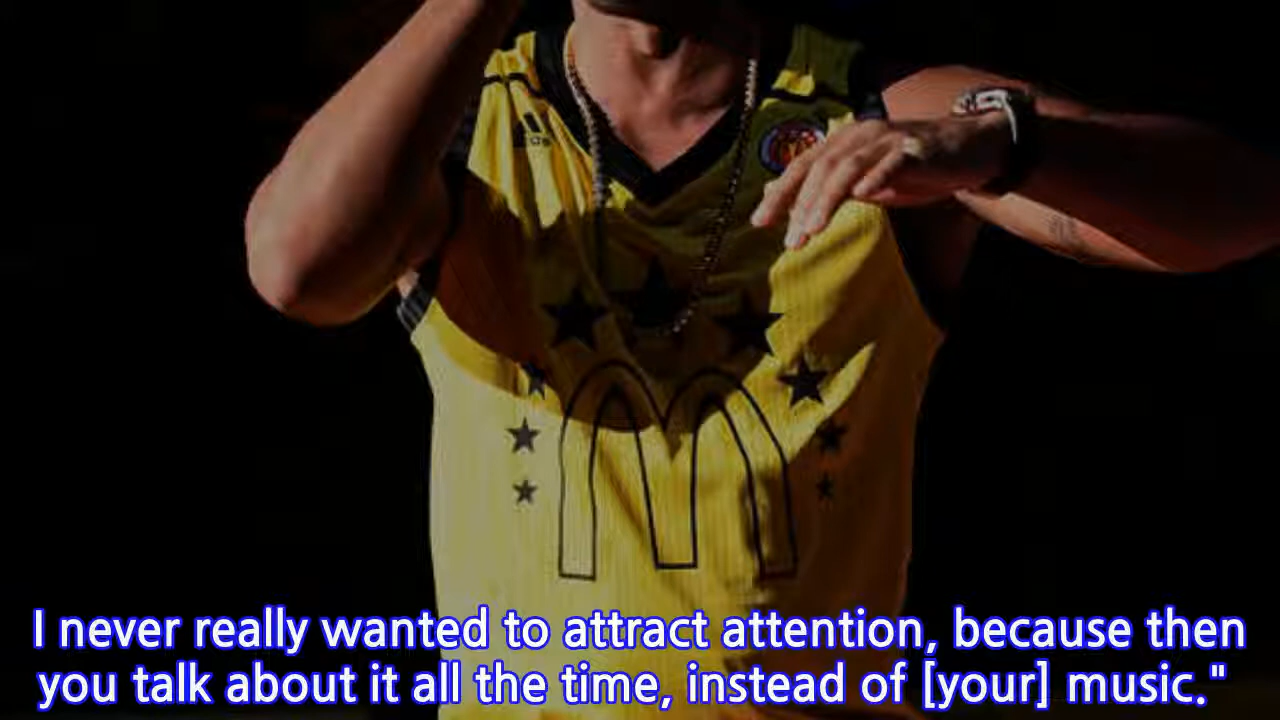 I never really wanted to attract attention, because then
you talk about it all the time, instead of [your] music."